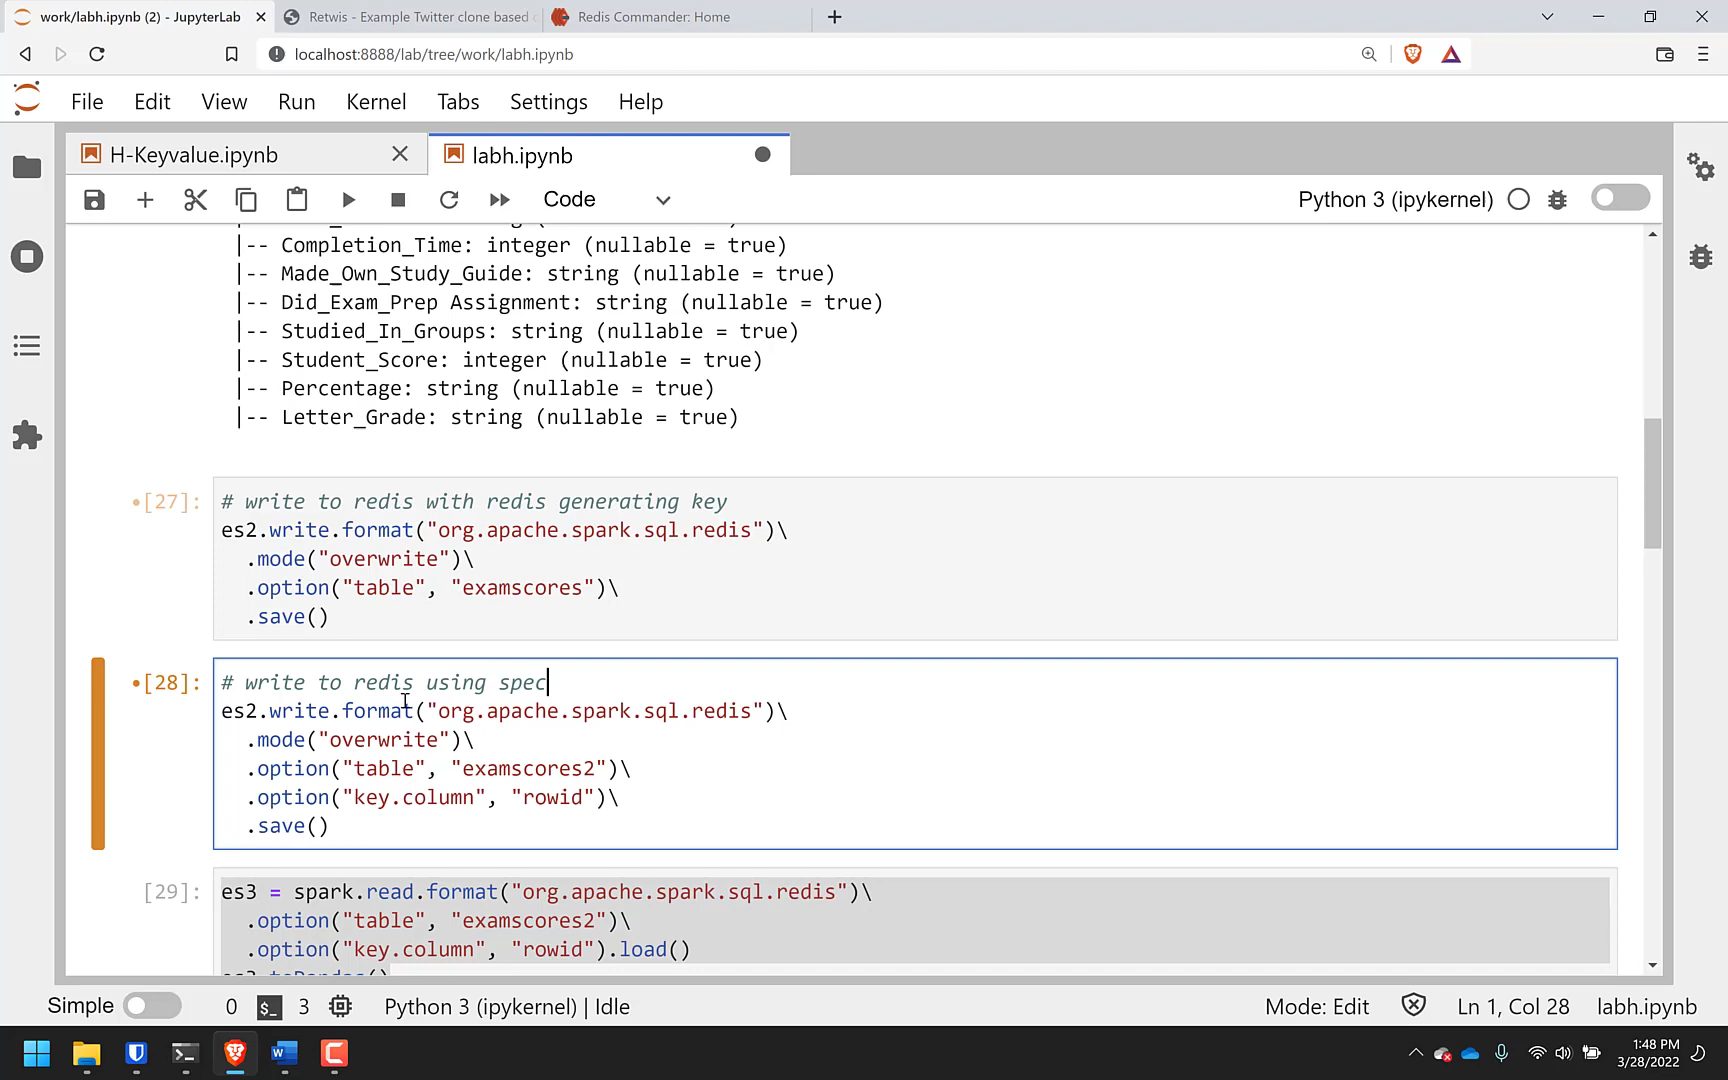 work/labh.ipynb (2) - JupyterLab
Retwis - Example Twitter clone based
Redis Commander: Home
localhost:8888/lab/tree/work/labh.ipynb
File Edit View Run Kernel Tabs Settings Help
H-Keyvalue.ipynb
labh.ipynb
Code
Python 3 (ipykernel)
|-- Completion_Time: integer (nullable = true)
|-- Made_Own_Study_Guide: string (nullable = true)
|-- Did_Exam_Prep Assignment: string (nullable = true)
|-- Studied_In_Groups: string (nullable = true)
|-- Student_Score: integer (nullable = true)
|-- Percentage: string (nullable = true)
|-- Letter_Grade: string (nullable = true)
•[27]: # write to redis with redis generating key
es2.write.format("org.apache.spark.sql.redis")\
.mode("overwrite")\
.option("table", "examscores")\
.save()
•[28]: # write to redis using spec
es2.write.format("org.apache.spark.sql.redis")\
.mode("overwrite")\
.option("table", "examscores2")\
.option("key.column", "rowid")\
.save()
[29]: es3 = spark.read.format("org.apache.spark.sql.redis")\
.option("table", "examscores2")\
.option("key.column", "rowid").load()
es3.toPandas()
Simple 0 $_ 3 Python 3 (ipykernel) | Idle Mode: Edit Ln 1, Col 28 labh.ipynb
1:48 PM
3/28/2022